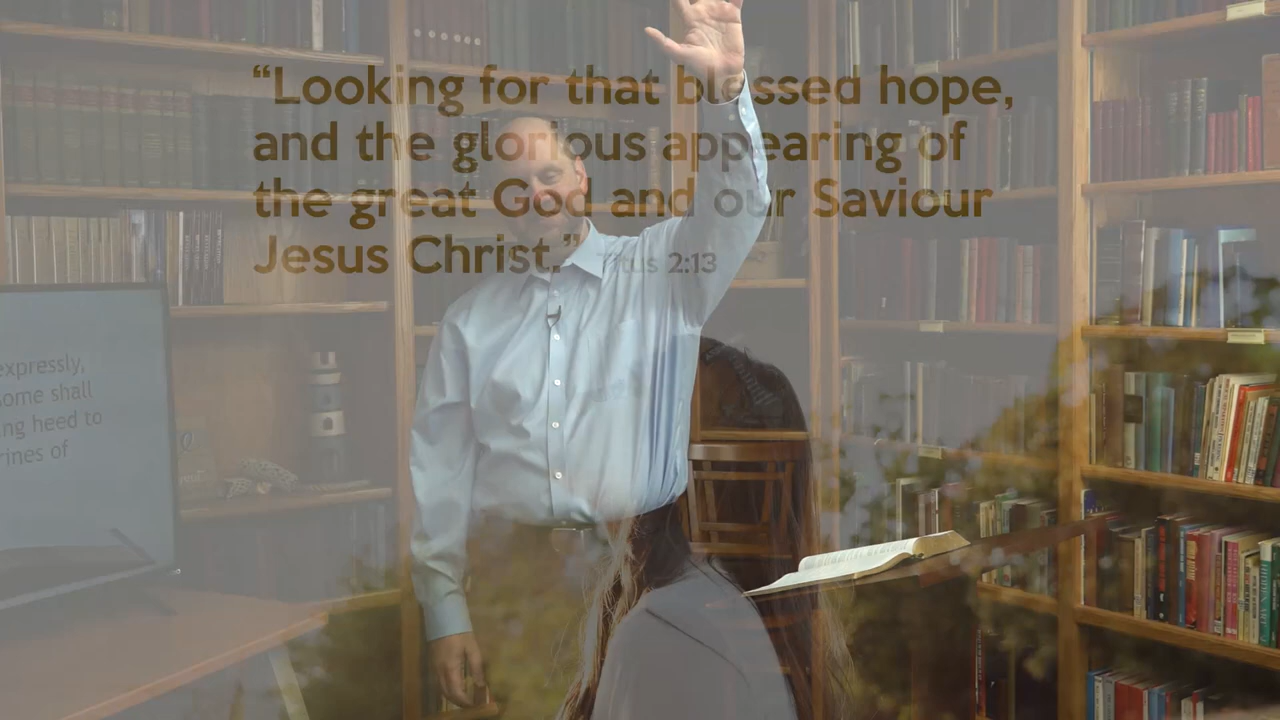 “Looking for that blessed hope,
and the glorious appearing of
the great God and our Saviour
Jesus Christ.” Titus 2:13
expressly,
some shall
ng heed to
rines of